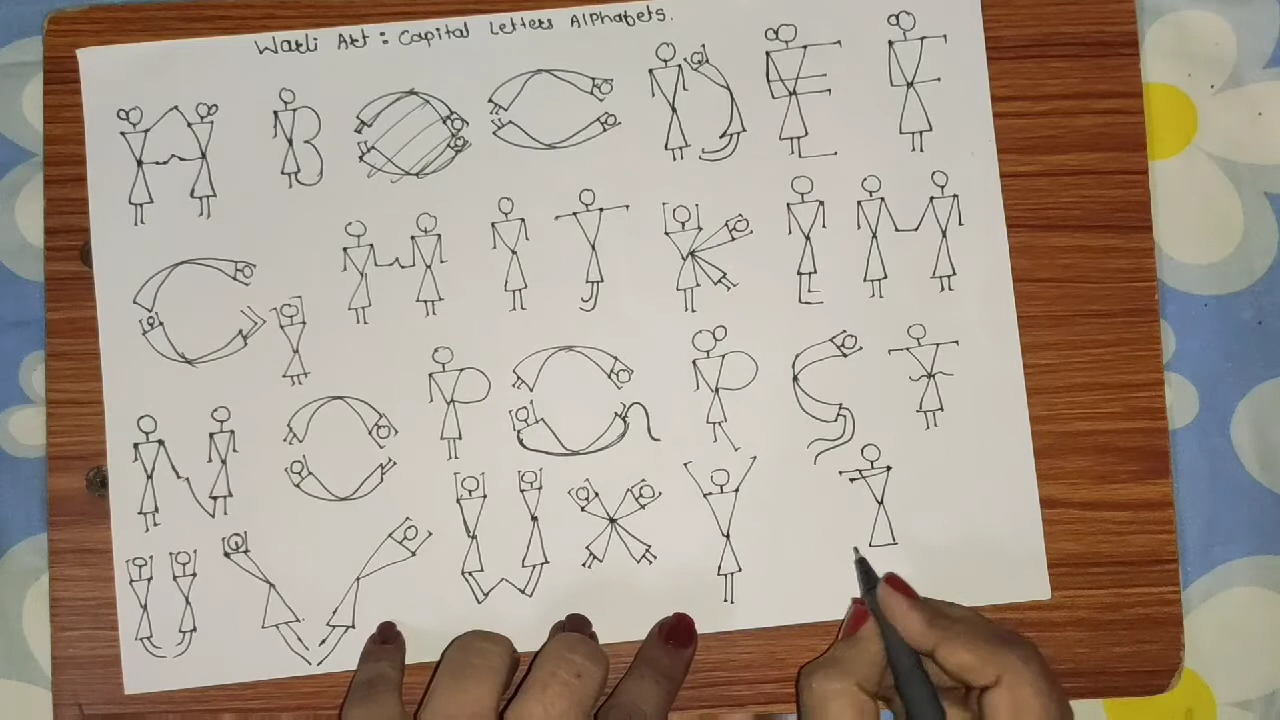 Warli Art : Capital Letters Alphabets.
A B C D E F
G H I J K L M
N O P Q R S T
U V W X Y